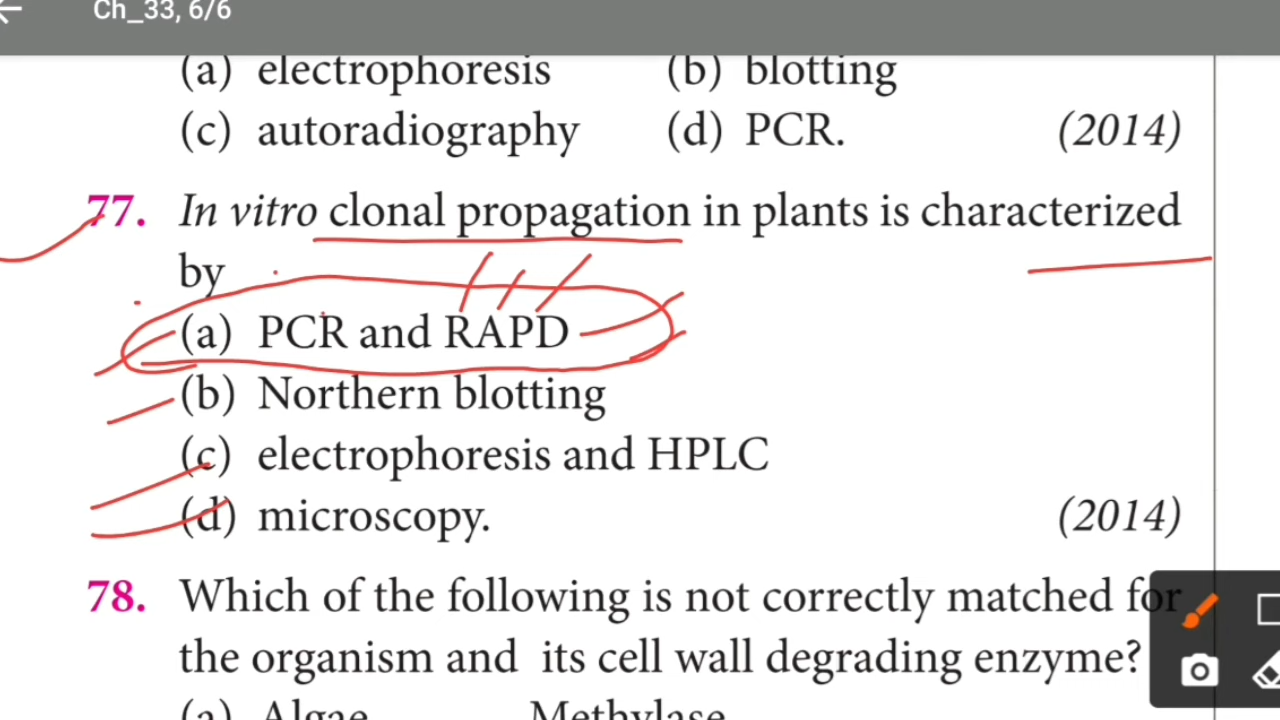 Ch_33, 6/6
(a) electrophoresis (b) blotting
(c) autoradiography (d) PCR. (2014)
77. In vitro clonal propagation in plants is characterized
by
(a) PCR and RAPD
(b) Northern blotting
(c) electrophoresis and HPLC
(d) microscopy. (2014)
78. Which of the following is not correctly matched for
the organism and its cell wall degrading enzyme?
(a) Algae Methylase